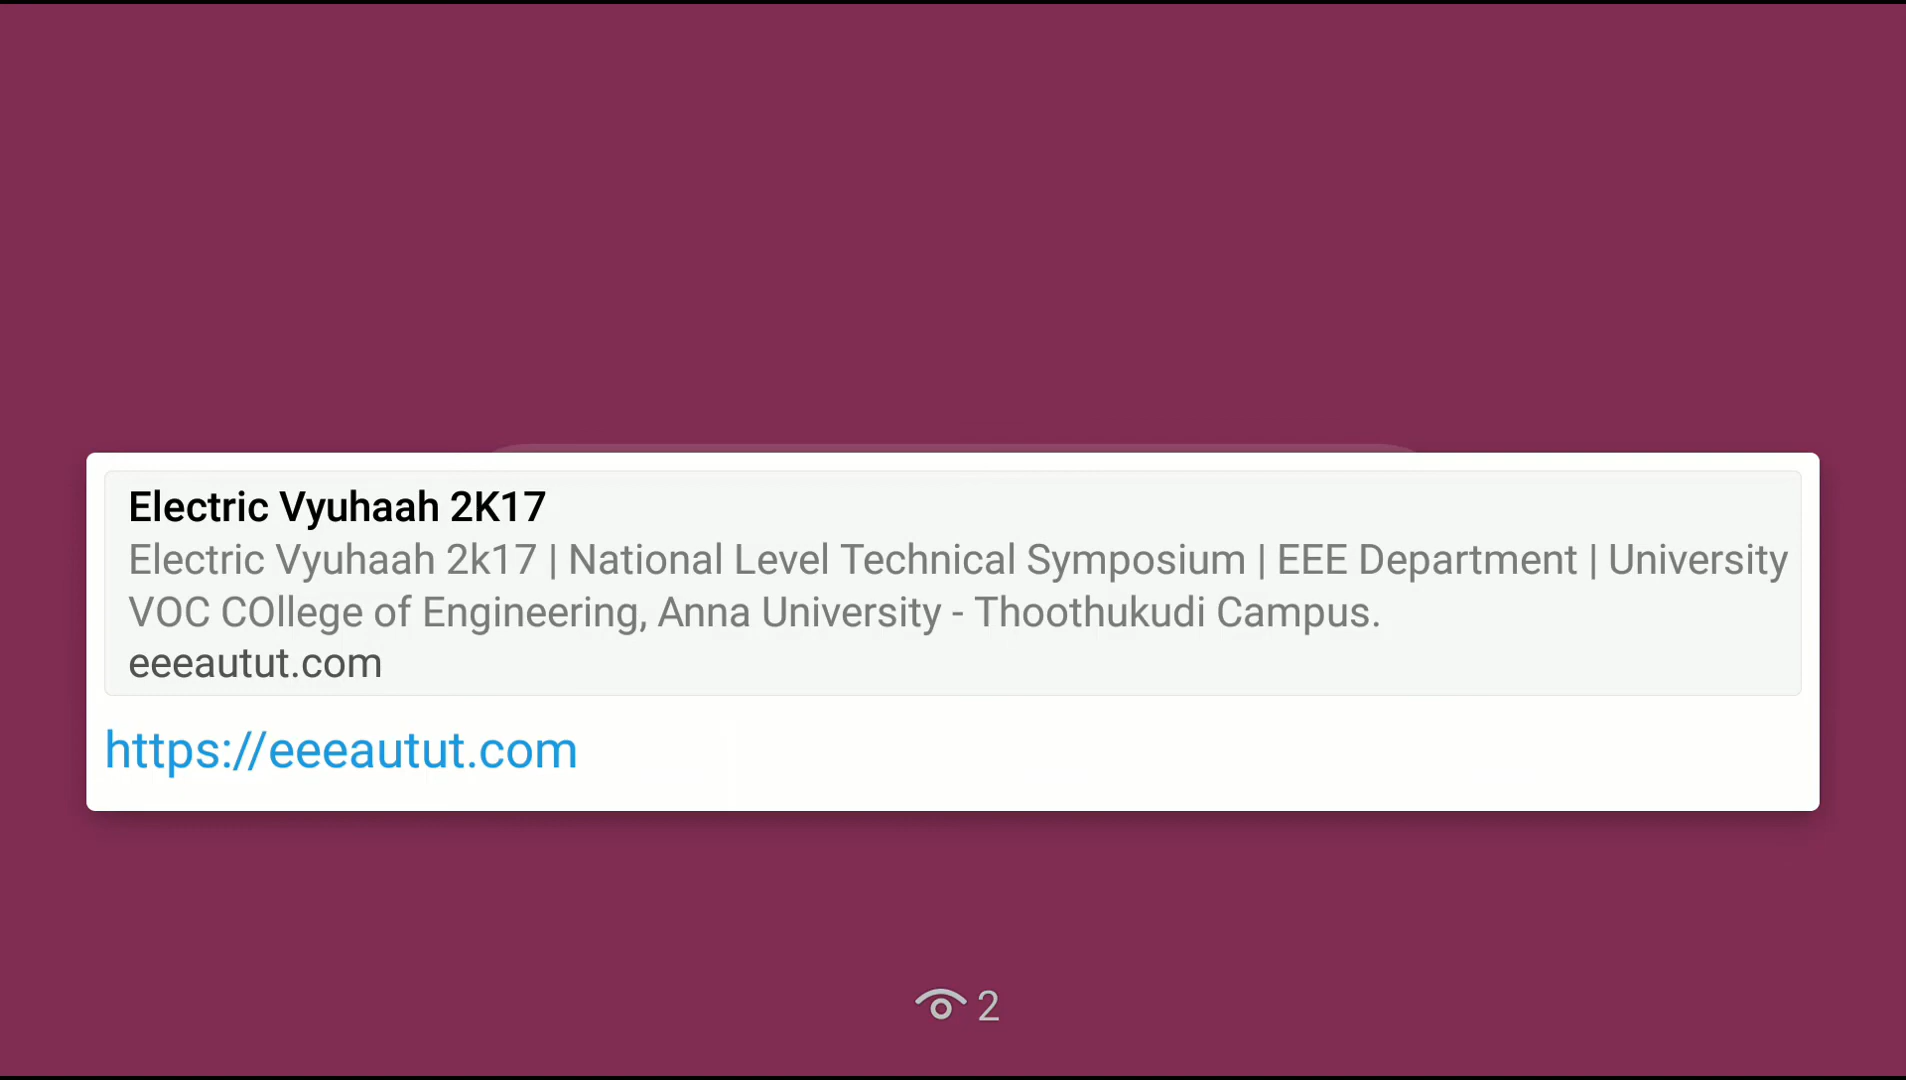 Electric Vyuhaah 2K17
Electric Vyuhaah 2k17 | National Level Technical Symposium | EEE Department | University
VOC COllege of Engineering, Anna University - Thoothukudi Campus.
eeeautut.com
https://eeeautut.com
2